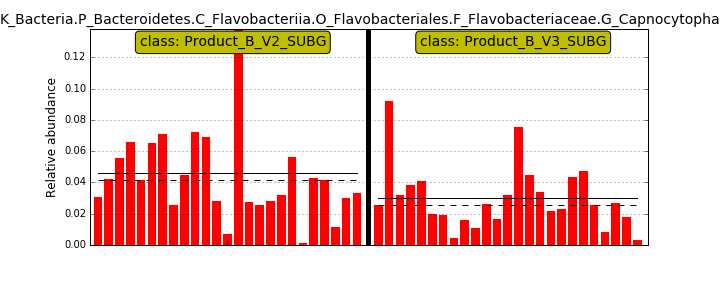 K_Bacteria.P_Bacteroidetes.C_Flavobacteriia.O_Flavobacteriales.F_Flavobacteriaceae.G_Capnocytopha
class: Product_B_V2_SUBG
class: Product_B_V3_SUBG
Relative abundance
0.12
0.10
0.08
0.06
0.04
0.02
0.00